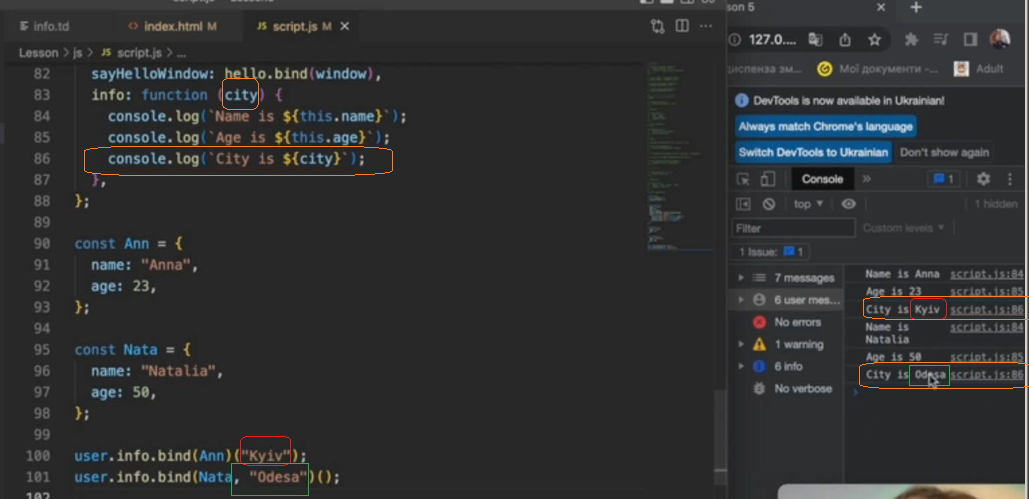 info.td
index.html M
JS script.js M
son 5
127.0....
Lesson > js > JS script.js > ...
Мої документи -...
Adult
82 sayHelloWindow: hello.bind(window),
83 info: function (city) {
84 console.log(`Name is ${this.name}`);
85 console.log(`Age is ${this.age}`);
86 console.log(`City is ${city}`);
87 },
88 };
89
90 const Ann = {
91 name: "Anna",
92 age: 23,
93 };
94
95 const Nata = {
96 name: "Natalia",
97 age: 50,
98 };
99
100 user.info.bind(Ann)("Kyiv");
101 user.info.bind(Nata, "Odesa")();
102
DevTools is now available in Ukrainian!
Always match Chrome's language
Switch DevTools to Ukrainian Don't show again
Console » 1
top 1 hidden
Filter Custom levels
1 Issue: 1
7 messages
6 user mes...
No errors
1 warning
6 info
No verbose
Name is Anna script.js:84
Age is 23 script.js:85
City is Kyiv script.js:86
Name is script.js:84
Natalia
Age is 50 script.js:85
City is Odesa script.js:86